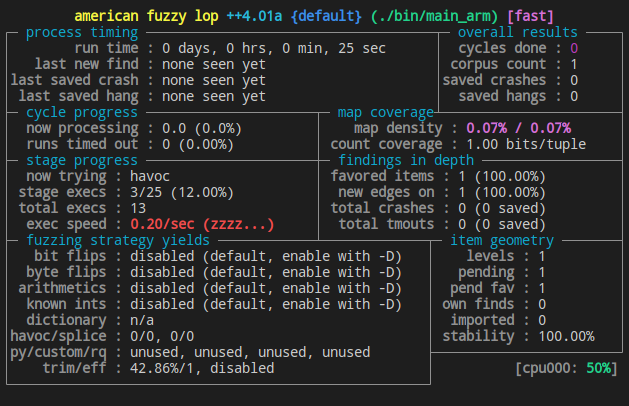 american fuzzy lop ++4.01a {default} (./bin/main_arm) [fast]
process timing overall results
run time : 0 days, 0 hrs, 0 min, 25 sec cycles done : 0
last new find : none seen yet corpus count : 1
last saved crash : none seen yet saved crashes : 0
last saved hang : none seen yet saved hangs : 0
cycle progress map coverage
now processing : 0.0 (0.0%) map density : 0.07% / 0.07%
runs timed out : 0 (0.00%) count coverage : 1.00 bits/tuple
stage progress findings in depth
now trying : havoc favored items : 1 (100.00%)
stage execs : 3/25 (12.00%) new edges on : 1 (100.00%)
total execs : 13 total crashes : 0 (0 saved)
exec speed : 0.20/sec (zzzz...) total tmouts : 0 (0 saved)
fuzzing strategy yields item geometry
bit flips : disabled (default, enable with -D) levels : 1
byte flips : disabled (default, enable with -D) pending : 1
arithmetics : disabled (default, enable with -D) pend fav : 1
known ints : disabled (default, enable with -D) own finds : 0
dictionary : n/a imported : 0
havoc/splice : 0/0, 0/0 stability : 100.00%
py/custom/rq : unused, unused, unused, unused
trim/eff : 42.86%/1, disabled [cpu000: 50%]